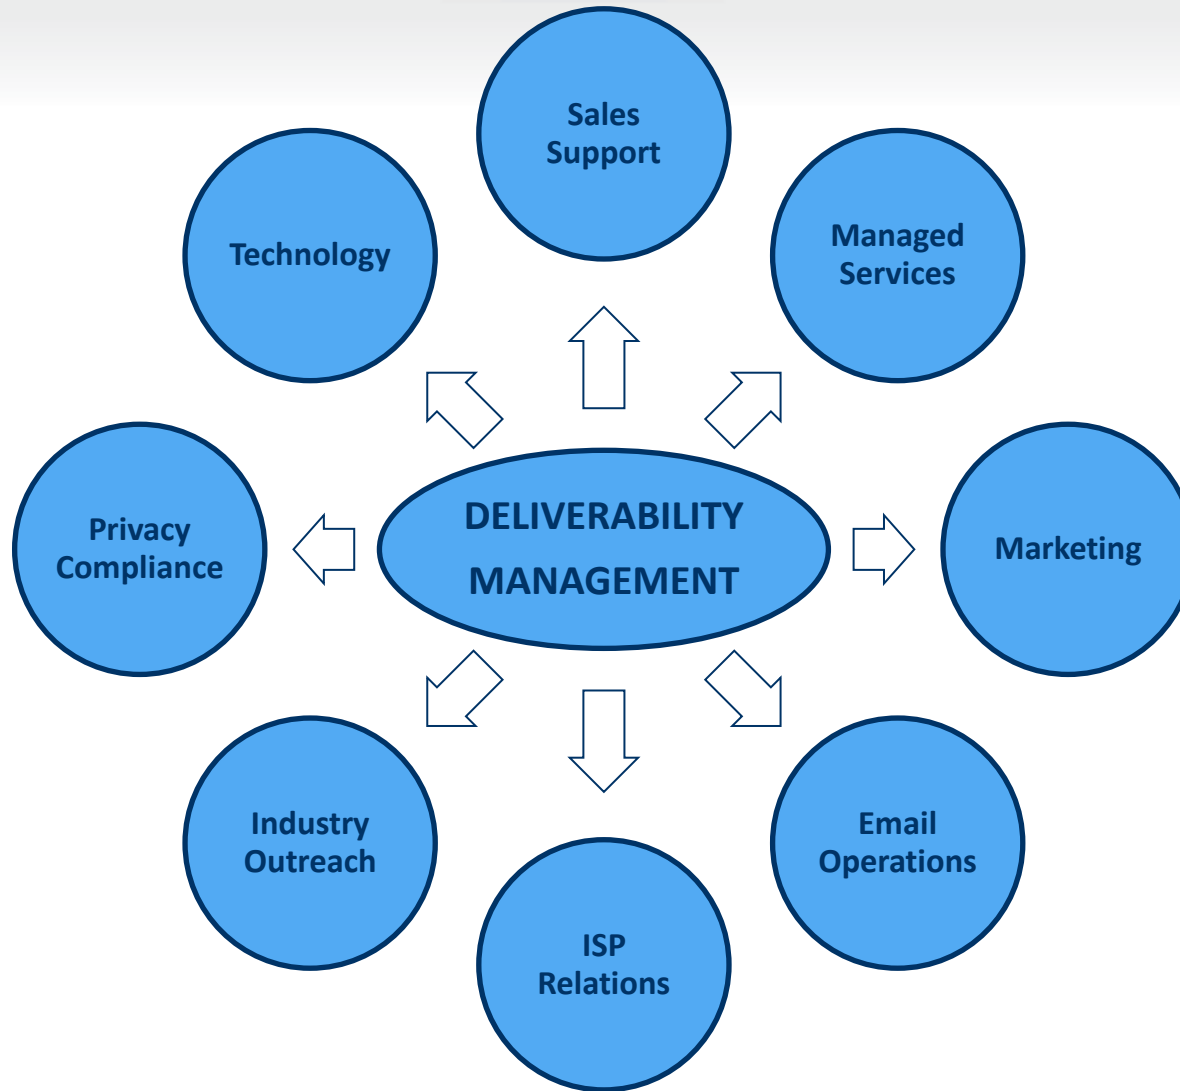 Sales
Support
Technology
Managed
Services
Privacy
Compliance
DELIVERABILITY
MANAGEMENT
Marketing
Industry
Outreach
Email
Operations
ISP
Relations